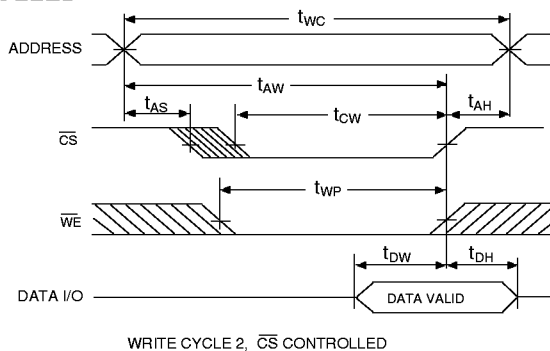 tWC
ADDRESS
tAW
tAS
tCW
tAH
CS
tWP
WE
tDW
tDH
DATA I/O
DATA VALID
WRITE CYCLE 2, CS CONTROLLED